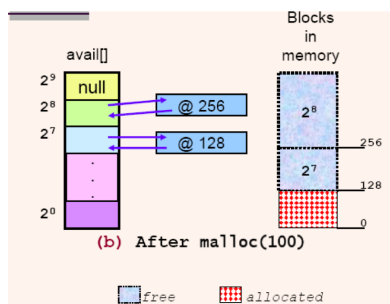 Blocks
in
memory
avail[]
2⁹ null
2⁸ @ 256 2⁸
256
2⁷ @ 128 2⁷
128
.
.
.
2⁰ 0
(b) After malloc(100)
free allocated